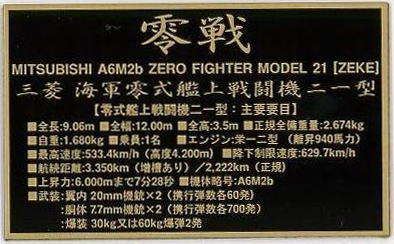 零戦
MITSUBISHI A6M2b ZERO FIGHTER MODEL 21 [ZEKE]
三菱 海軍零式艦上戦闘機二一型
【零式艦上戦闘機二一型：主要要目】
■全長:9.06m ■全幅:12.00m ■全高:3.5m ■正規全備重量:2.674kg
■自重:1.680kg ■乗員:1名 ■エンジン:栄一二型 (離昇940馬力)
■最高速度:533.4km/h (高度4.200m) ■降下制限速度:629.7km/h
■航続距離:3.350km (増槽あり) /2,222km (正規)
■上昇力:6,000mまで7分28秒 ■機体略号:A6M2b
■武装:翼内 20mm機銃×2 (携行弾数各60発)
:胴体 7.7mm機銃×2 (携行弾数各700発)
:爆装 30kg又は60kg爆弾2発